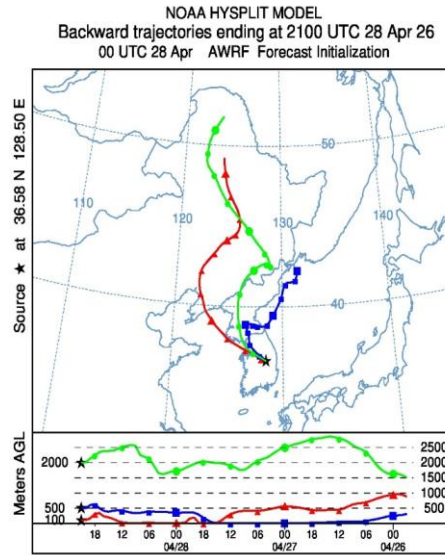 NOAA HYSPLIT MODEL
Backward trajectories ending at 2100 UTC 28 Apr 26
00 UTC 28 Apr AWRF Forecast Initialization
Source ★ at 36.58 N 128.50 E
50
110
120
130
140
40
Meters AGL
2000
500
100
2500
2000
1500
1000
500
18 12 06 00 18 12 06 00 18 12 06 00
04/28 04/27 04/26